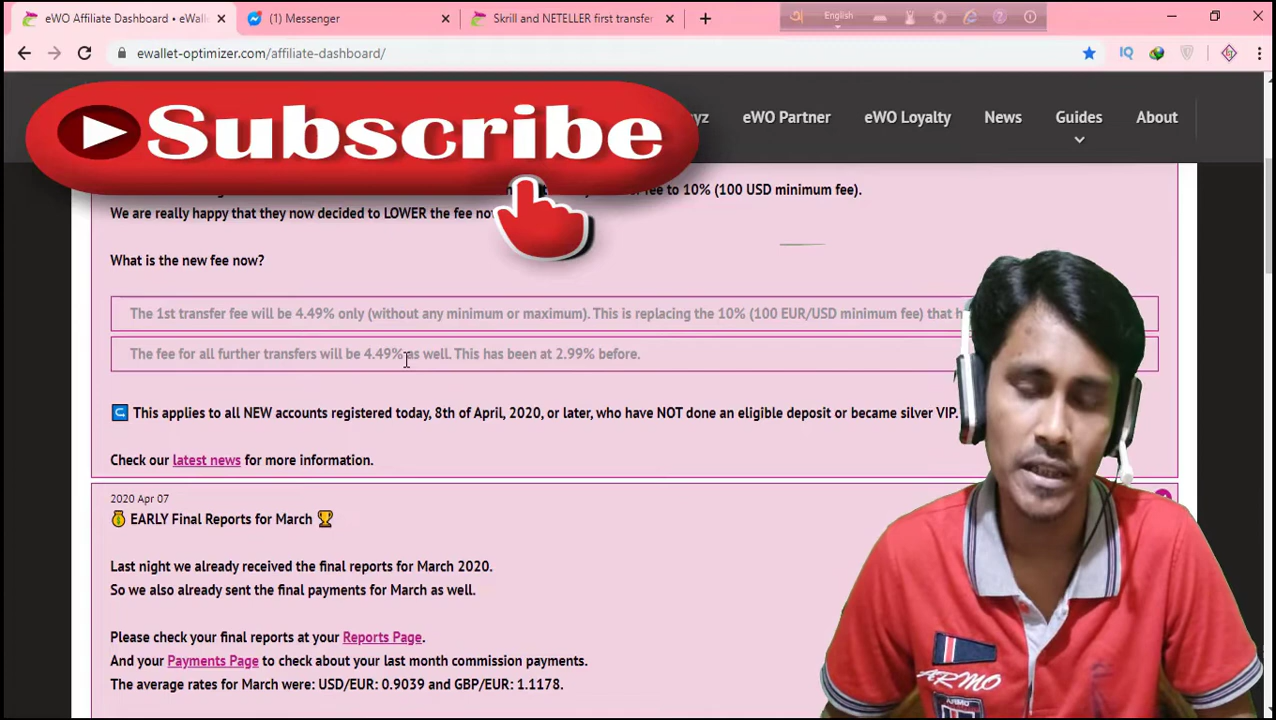 eWO Affiliate Dashboard • eWall
(1) Messenger
Skrill and NETELLER first transfer
English
ewallet-optimizer.com/affiliate-dashboard/
IQ
Subscribe
eWO Partner
eWO Loyalty
News
Guides
About
fee to 10% (100 USD minimum fee).
We are really happy that they now decided to LOWER the fee
What is the new fee now?
The 1st transfer fee will be 4.49% only (without any minimum or maximum). This is replacing the 10% (100 EUR/USD minimum fee) that
The fee for all further transfers will be 4.49% as well. This has been at 2.99% before.
This applies to all NEW accounts registered today, 8th of April, 2020, or later, who have NOT done an eligible deposit or became silver VIP.
Check our latest news for more information.
2020 Apr 07
EARLY Final Reports for March
Last night we already received the final reports for March 2020.
So we also already sent the final payments for March as well.
Please check your final reports at your Reports Page.
And your Payments Page to check about your last month commission payments.
The average rates for March were: USD/EUR: 0.9039 and GBP/EUR: 1.1178.
ARMO